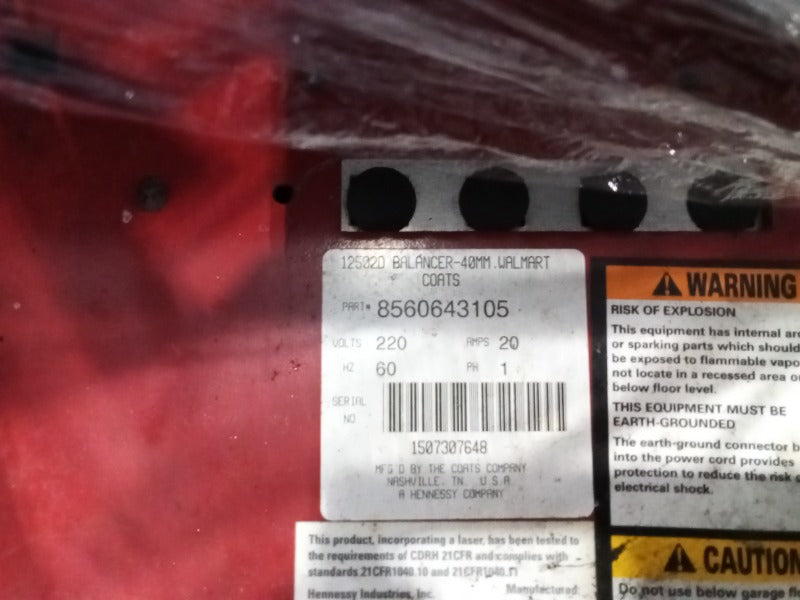 12502D BALANCER-40MM.WALMART
COATS
PART# 8560643105
VOLTS 220 AMPS 20
HZ 60 PH 1
SERIAL
NO
1507307648
MFG'D BY THE COATS COMPANY
NASHVILLE, TN U.S.A
A HENNESSY COMPANY
This product, incorporating a laser, has been tested to
the requirements of CDRH 21CFR and complies with
standards 21CFR1040.10 and 21CFR1040.11
Hennessy Industries, Inc. Manufactured:
WARNING
RISK OF EXPLOSION
This equipment has internal
or sparking parts which should
be exposed to flammable
not locate in a recessed area
below floor level.
THIS EQUIPMENT MUST BE
EARTH-GROUNDED
The earth-ground connector
into the power cord provides
protection to reduce the risk
electrical shock.
CAUTION
Do not use below garage